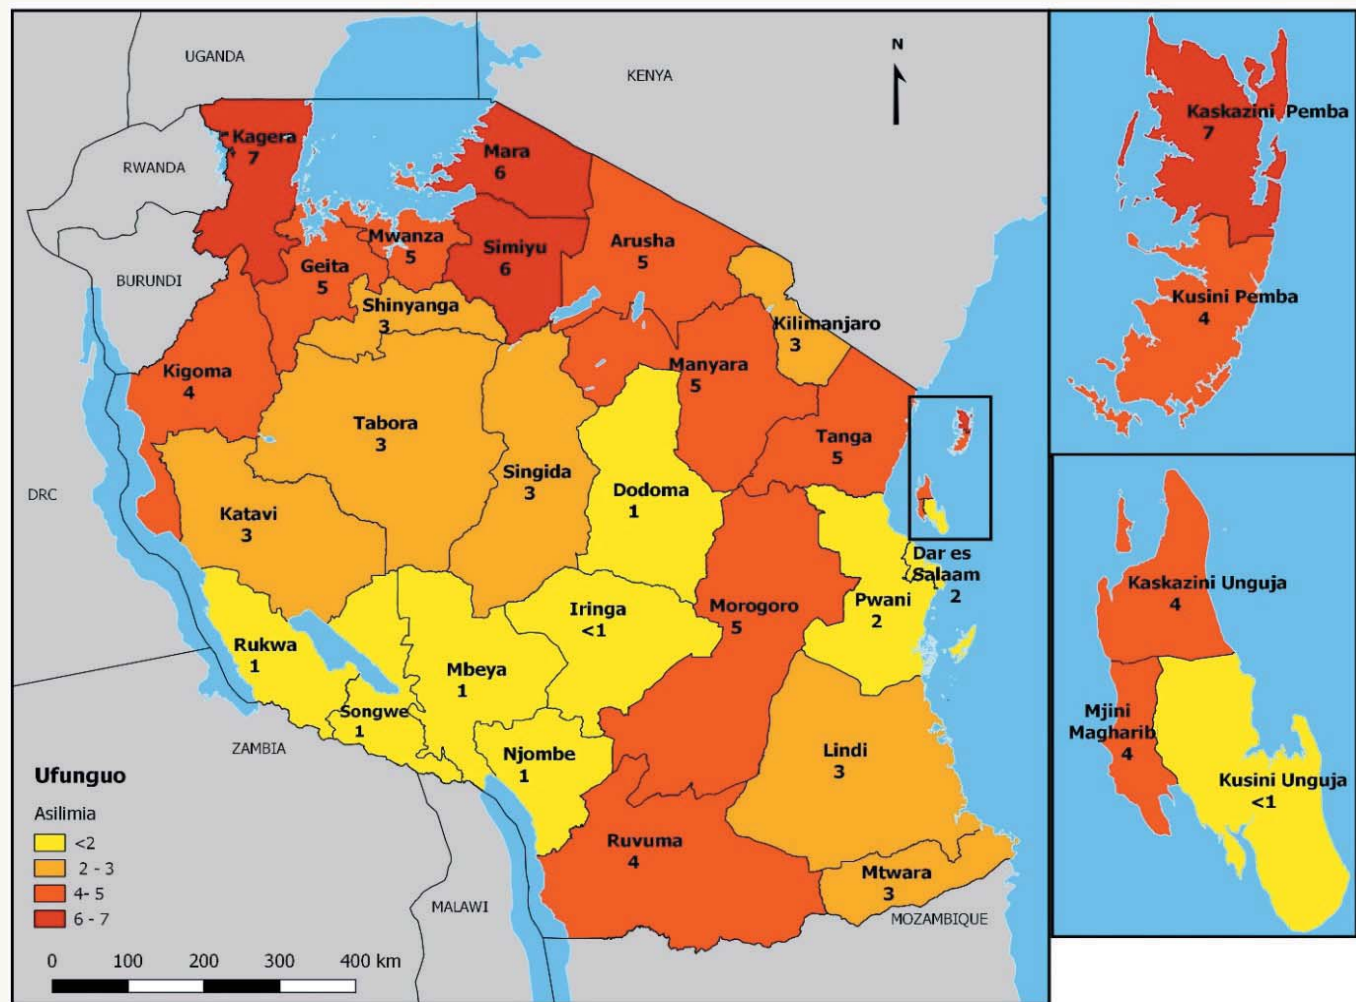 UGANDA
KENYA
N
RWANDA
BURUNDI
DRC
ZAMBIA
MALAWI
MOZAMBIQUE
Kagera
7
Mara
6
Mwanza
5
Simiyu
6
Arusha
5
Geita
5
Shinyanga
3
Kilimanjaro
3
Kigoma
4
Manyara
5
Tabora
3
Tanga
5
Singida
3
Dodoma
1
Katavi
3
Dar es
Salaam
2
Iringa
<1
Morogoro
5
Pwani
2
Rukwa
1
Mbeya
1
Songwe
1
Njombe
1
Lindi
3
Ruvuma
4
Mtwara
3
Ufunguo
Asilimia
<2
2 - 3
4- 5
6 - 7
0 100 200 300 400 km
Kaskazini Pemba
7
Kusini Pemba
4
Kaskazini Unguja
4
Mjini
Magharib
4
Kusini Unguja
<1